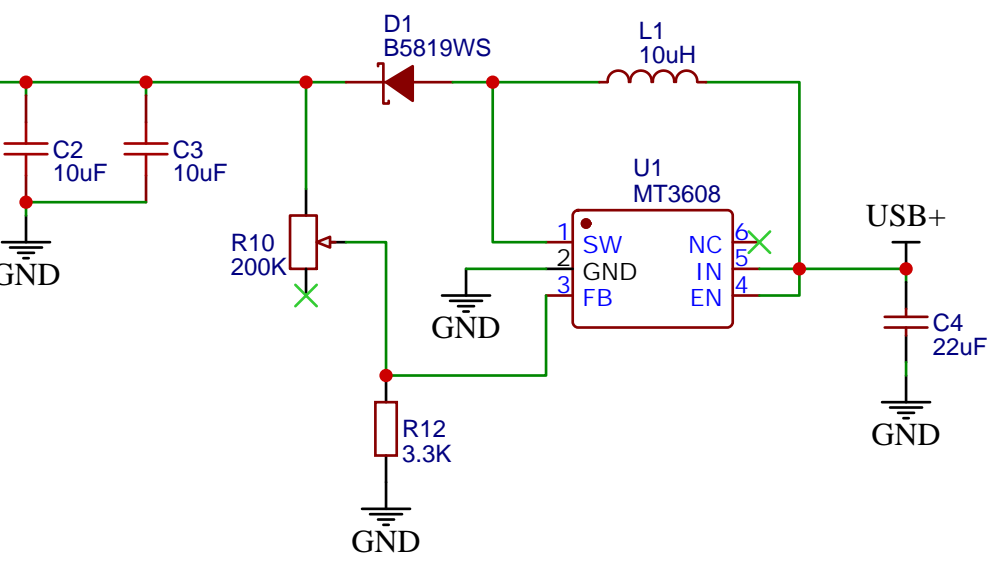 D1
B5819WS
L1
10uH
C2
10uF
C3
10uF
U1
MT3608
USB+
R10
200K
1
SW
NC
6
2
GND
IN
5
3
FB
EN
4
GND
GND
C4
22uF
GND
R12
3.3K
GND